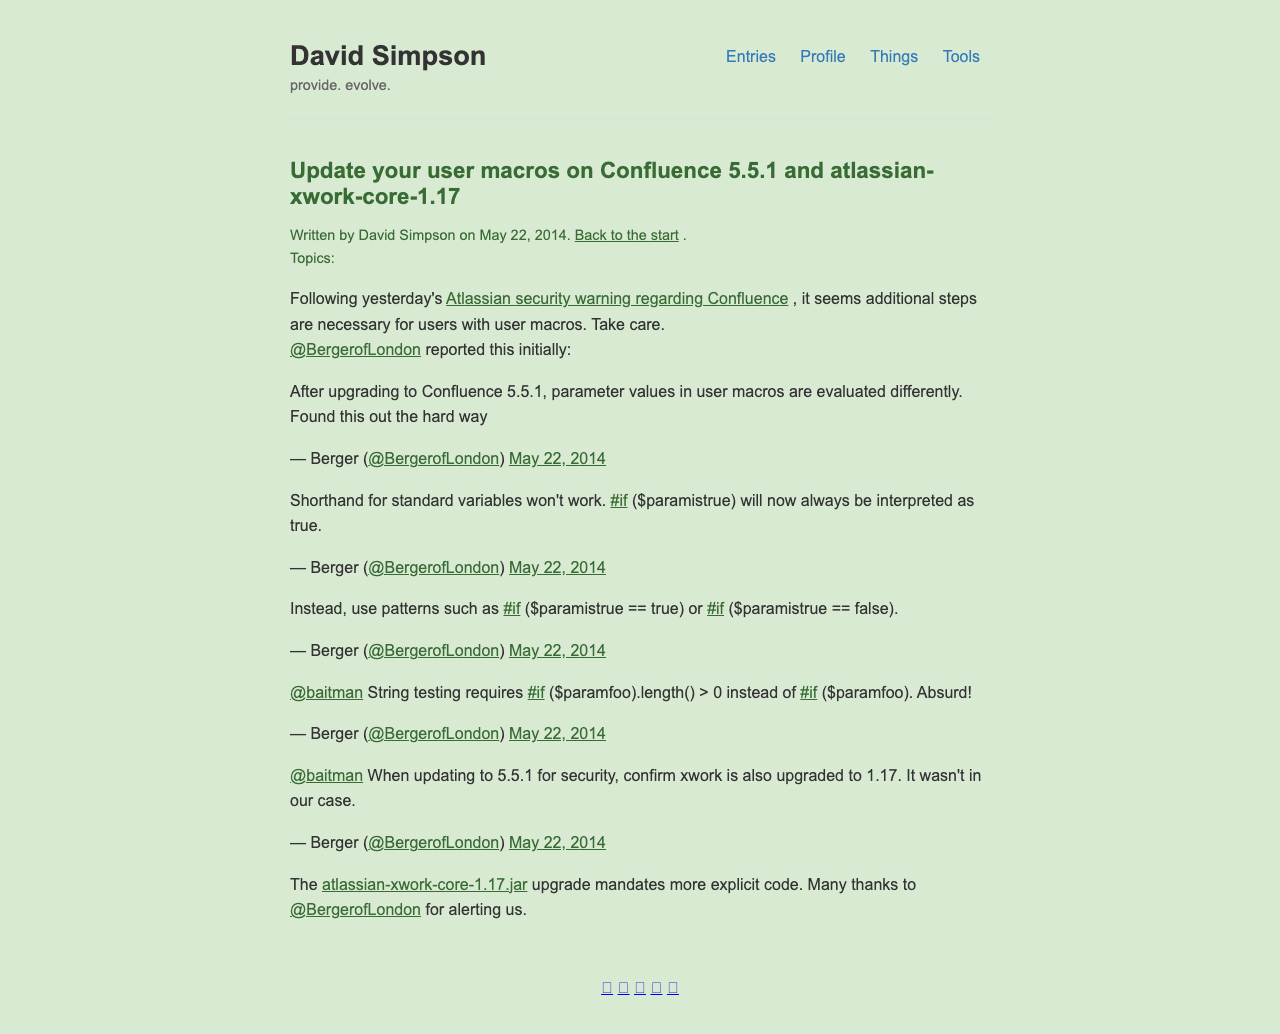 David Simpson
Entries Profile Things Tools
provide. evolve.
Update your user macros on Confluence 5.5.1 and atlassian-
xwork-core-1.17
Written by David Simpson on May 22, 2014. Back to the start .
Topics:
Following yesterday's Atlassian security warning regarding Confluence , it seems additional steps
are necessary for users with user macros. Take care.
@BergerofLondon reported this initially:
After upgrading to Confluence 5.5.1, parameter values in user macros are evaluated differently.
Found this out the hard way
— Berger (@BergerofLondon) May 22, 2014
Shorthand for standard variables won't work. #if ($paramistrue) will now always be interpreted as
true.
— Berger (@BergerofLondon) May 22, 2014
Instead, use patterns such as #if ($paramistrue == true) or #if ($paramistrue == false).
— Berger (@BergerofLondon) May 22, 2014
@baitman String testing requires #if ($paramfoo).length() > 0 instead of #if ($paramfoo). Absurd!
— Berger (@BergerofLondon) May 22, 2014
@baitman When updating to 5.5.1 for security, confirm xwork is also upgraded to 1.17. It wasn't in
our case.
— Berger (@BergerofLondon) May 22, 2014
The atlassian-xwork-core-1.17.jar upgrade mandates more explicit code. Many thanks to
@BergerofLondon for alerting us.